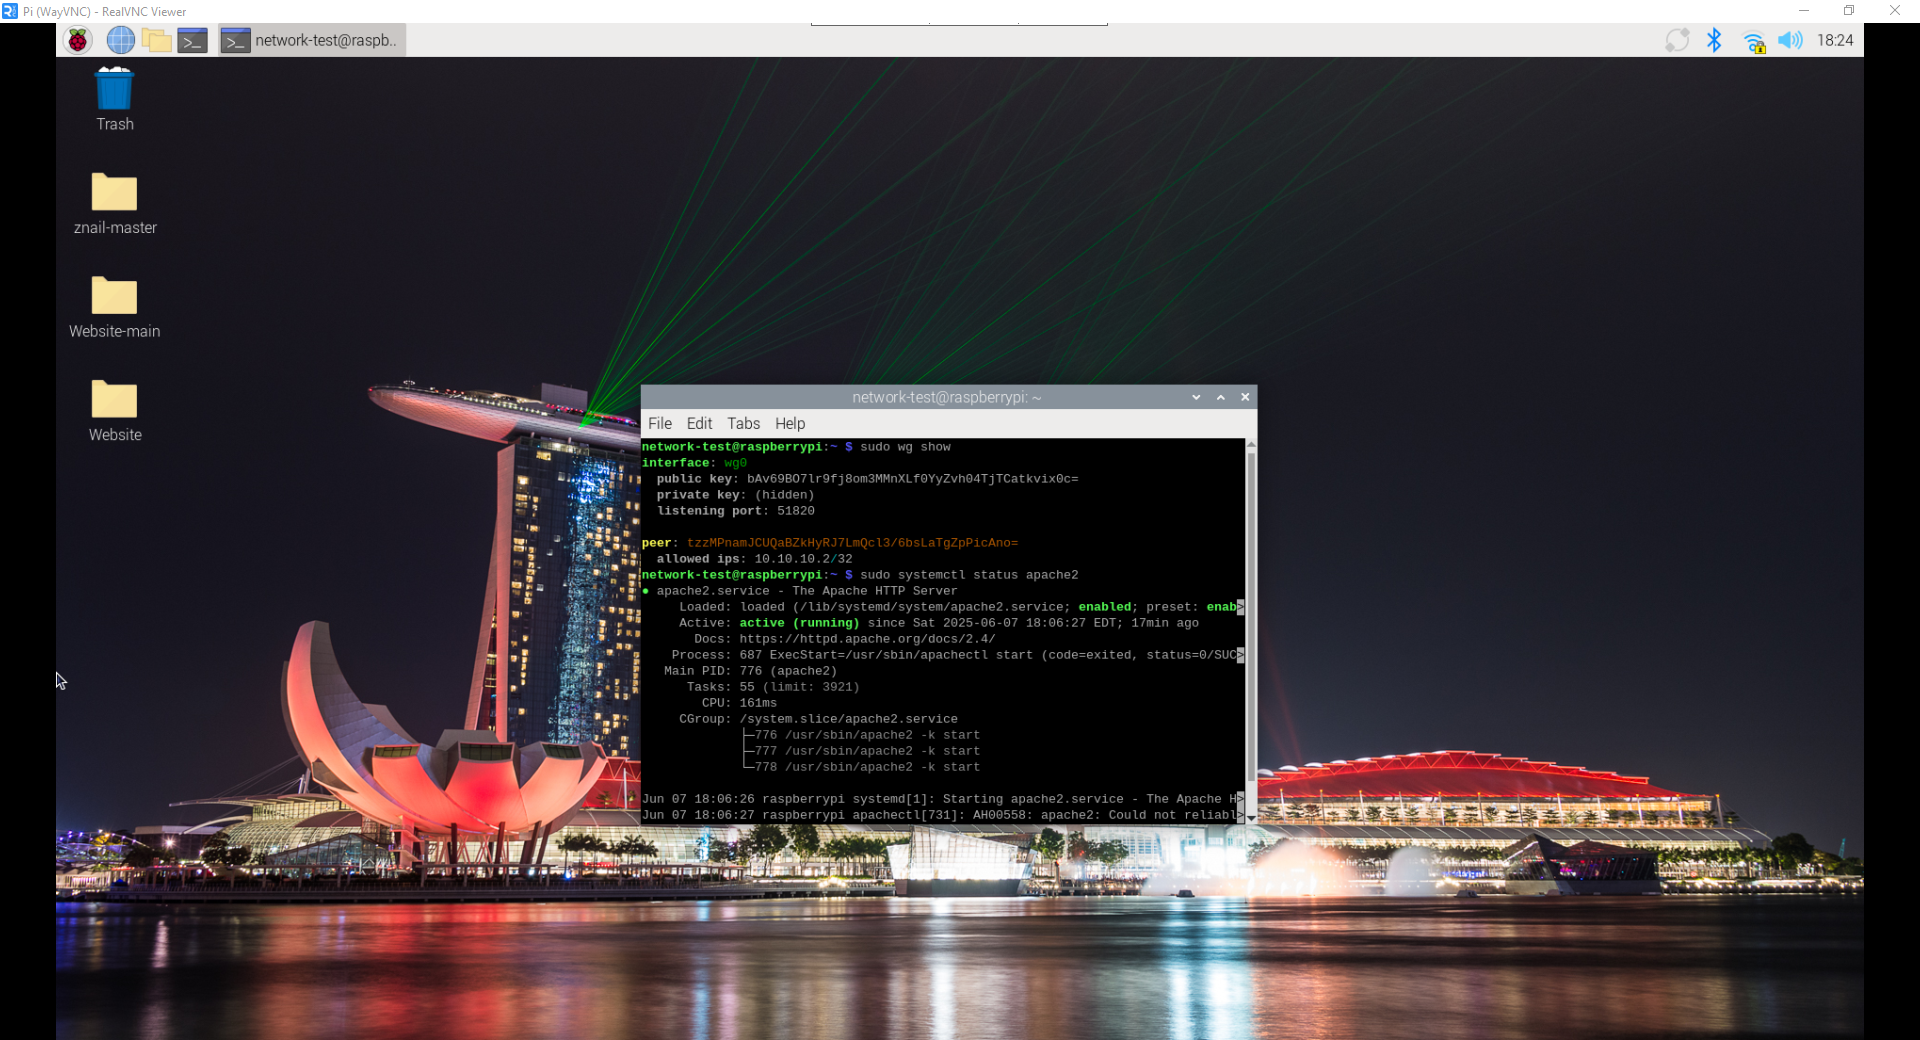 Pi (WayVNC) - RealVNC Viewer
network-test@raspb..
18:24
Trash
znail-master
Website-main
Website
network-test@raspberrypi: ~
File Edit Tabs Help
network-test@raspberrypi:~ $ sudo wg show
interface: wg0
public key: bAv69BO7lr9fj8om3MMnXLf0YyZvh04TjTCatkvix0c=
private key: (hidden)
listening port: 51820
peer: tzzMPnamJCUQaBZkHyRJ7LmQcl3/6bsLaTgZpPicAno=
allowed ips: 10.10.10.2/32
network-test@raspberrypi:~ $ sudo systemctl status apache2
● apache2.service - The Apache HTTP Server
Loaded: loaded (/lib/systemd/system/apache2.service; enabled; preset: enab>
Active: active (running) since Sat 2025-06-07 18:06:27 EDT; 17min ago
Docs: https://httpd.apache.org/docs/2.4/
Process: 687 ExecStart=/usr/sbin/apachectl start (code=exited, status=0/SUC>
Main PID: 776 (apache2)
Tasks: 55 (limit: 3921)
CPU: 161ms
CGroup: /system.slice/apache2.service
├─776 /usr/sbin/apache2 -k start
├─777 /usr/sbin/apache2 -k start
└─778 /usr/sbin/apache2 -k start
Jun 07 18:06:26 raspberrypi systemd[1]: Starting apache2.service - The Apache H>
Jun 07 18:06:27 raspberrypi apachectl[731]: AH00558: apache2: Could not reliabl>